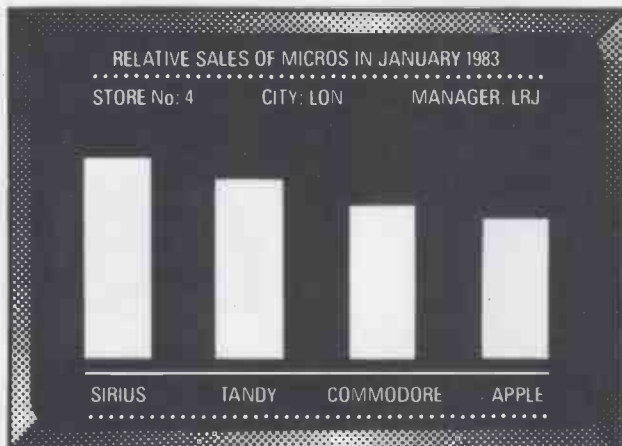 RELATIVE SALES OF MICROS IN JANUARY 1983
STORE No: 4 CITY: LON MANAGER. LRJ
SIRIUS TANDY COMMODORE APPLE